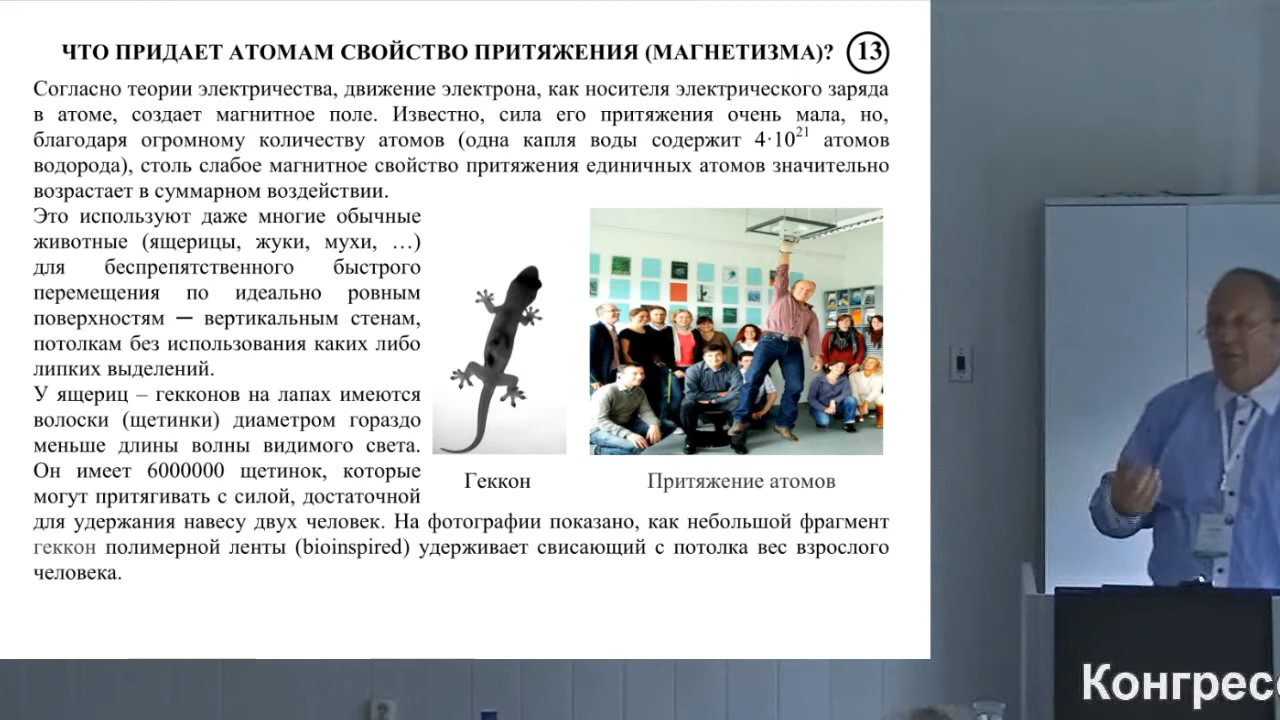 ЧТО ПРИДАЕТ АТОМАМ СВОЙСТВО ПРИТЯЖЕНИЯ (МАГНЕТИЗМА)? 13
Согласно теории электричества, движение электрона, как носителя электрического заряда
в атоме, создает магнитное поле. Известно, сила его притяжения очень мала, но,
благодаря огромному количеству атомов (одна капля воды содержит 4·10²¹ атомов
водорода), столь слабое магнитное свойство притяжения единичных атомов значительно
возрастает в суммарном воздействии.
Это используют даже многие обычные
животные (ящерицы, жуки, мухи, …)
для беспрепятственного быстрого
перемещения по идеально ровным
поверхностям — вертикальным стенам,
потолкам без использования каких либо
липких выделений.
У ящериц – гекконов на лапах имеются
волоски (щетинки) диаметром гораздо
меньше длины волны видимого света.
Он имеет 6000000 щетинок, которые
могут притягивать с силой, достаточной
Геккон
Притяжение атомов
для удержания навесу двух человек. На фотографии показано, как небольшой фрагмент
геккон полимерной ленты (bioinspired) удерживает свисающий с потолка вес взрослого
человека.
Конгресс